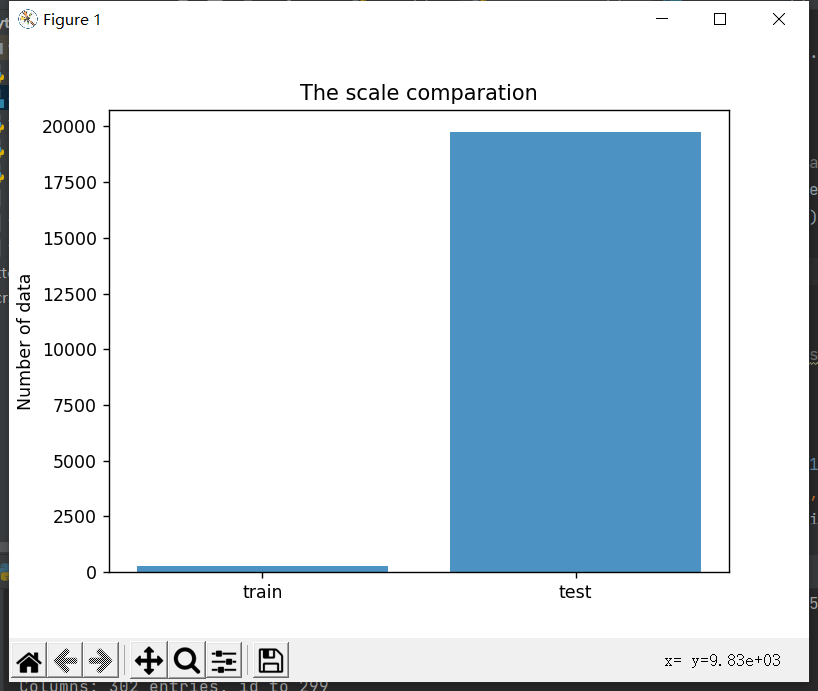 Figure 1
The scale comparation
20000
17500
15000
12500
10000
7500
5000
2500
0
Number of data
train
test
x= y=9.83e+03
Columns: 302 entries, id to 299